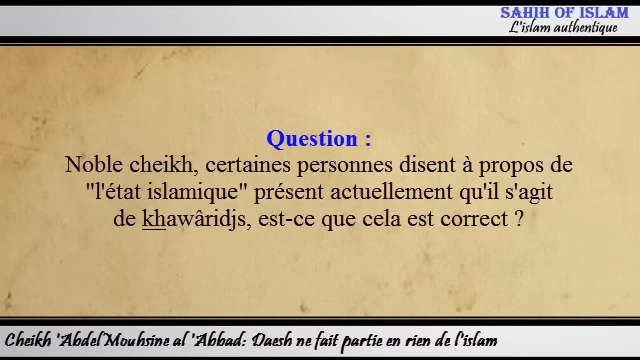 SAHIH OF ISLAM
L'islam authentique
Question :
Noble cheikh, certaines personnes disent à propos de
"l'état islamique" présent actuellement qu'il s'agit
de khawâridjs, est-ce que cela est correct ?
Cheikh 'Abdel Mouhsine al 'Abbad: Daesh ne fait partie en rien de l'islam